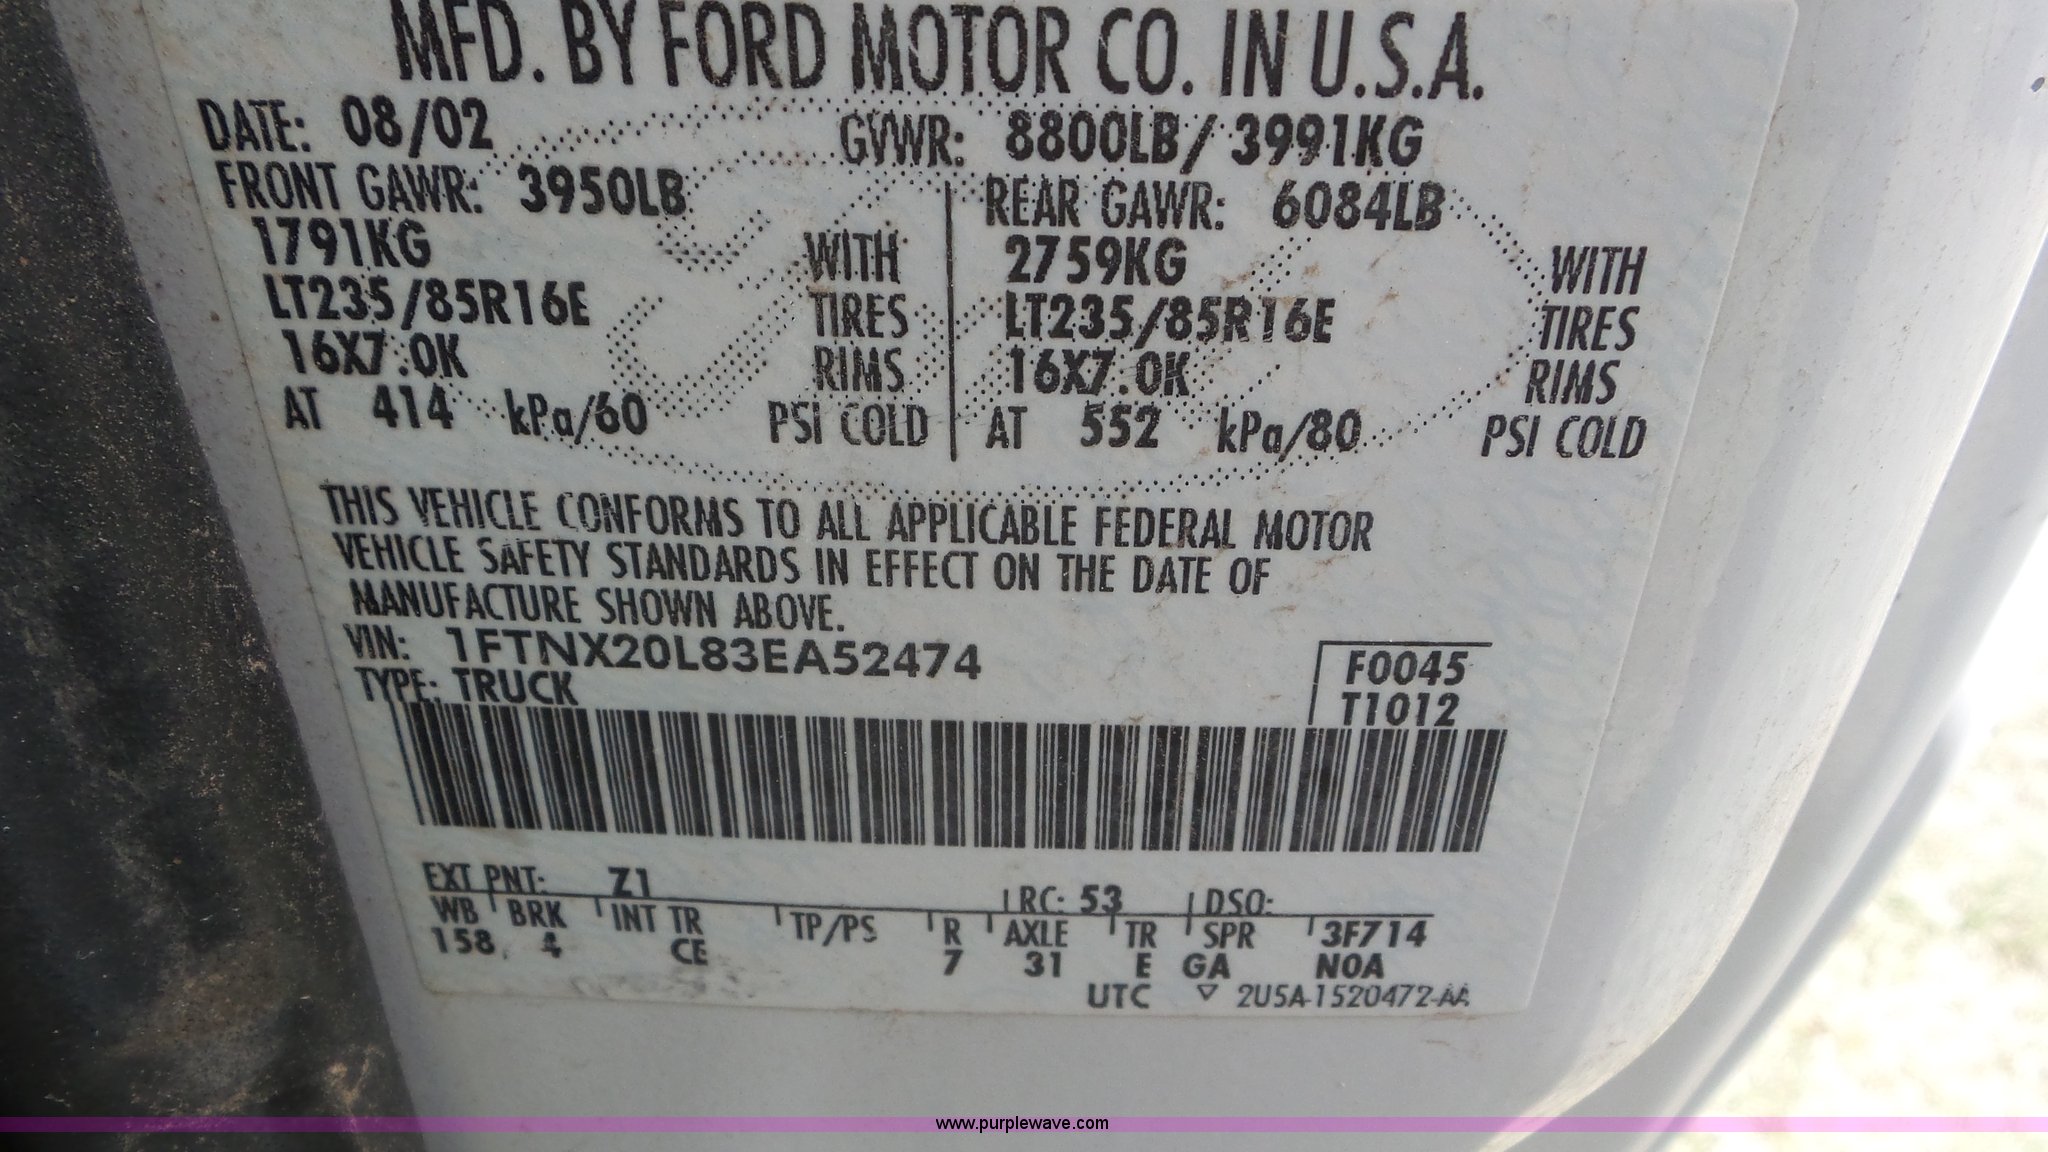 MFD. BY FORD MOTOR CO. IN U.S.A.
DATE: 08/02 GVWR: 8800LB/3991KG
FRONT GAWR: 3950LB REAR GAWR: 6084LB
1791KG WITH 2759KG WITH
LT235/85R16E TIRES LT235/85R16E TIRES
16X7.0K RIMS 16X7.0K RIMS
AT 414 kPa/60 PSI COLD AT 552 kPa/80 PSI COLD
THIS VEHICLE CONFORMS TO ALL APPLICABLE FEDERAL MOTOR
VEHICLE SAFETY STANDARDS IN EFFECT ON THE DATE OF
MANUFACTURE SHOWN ABOVE.
VIN: 1FTNX20L83EA52474 F0045
TYPE: TRUCK T1012
EXT PNT: Z1 RC: 53 DSO:
WB BRK INT TR TP/PS R AXLE TR SPR 3F714
158 4 CE 7 31 E GA NOA
UTC ▽ 2U5A-1520472-AA
www.purplewave.com